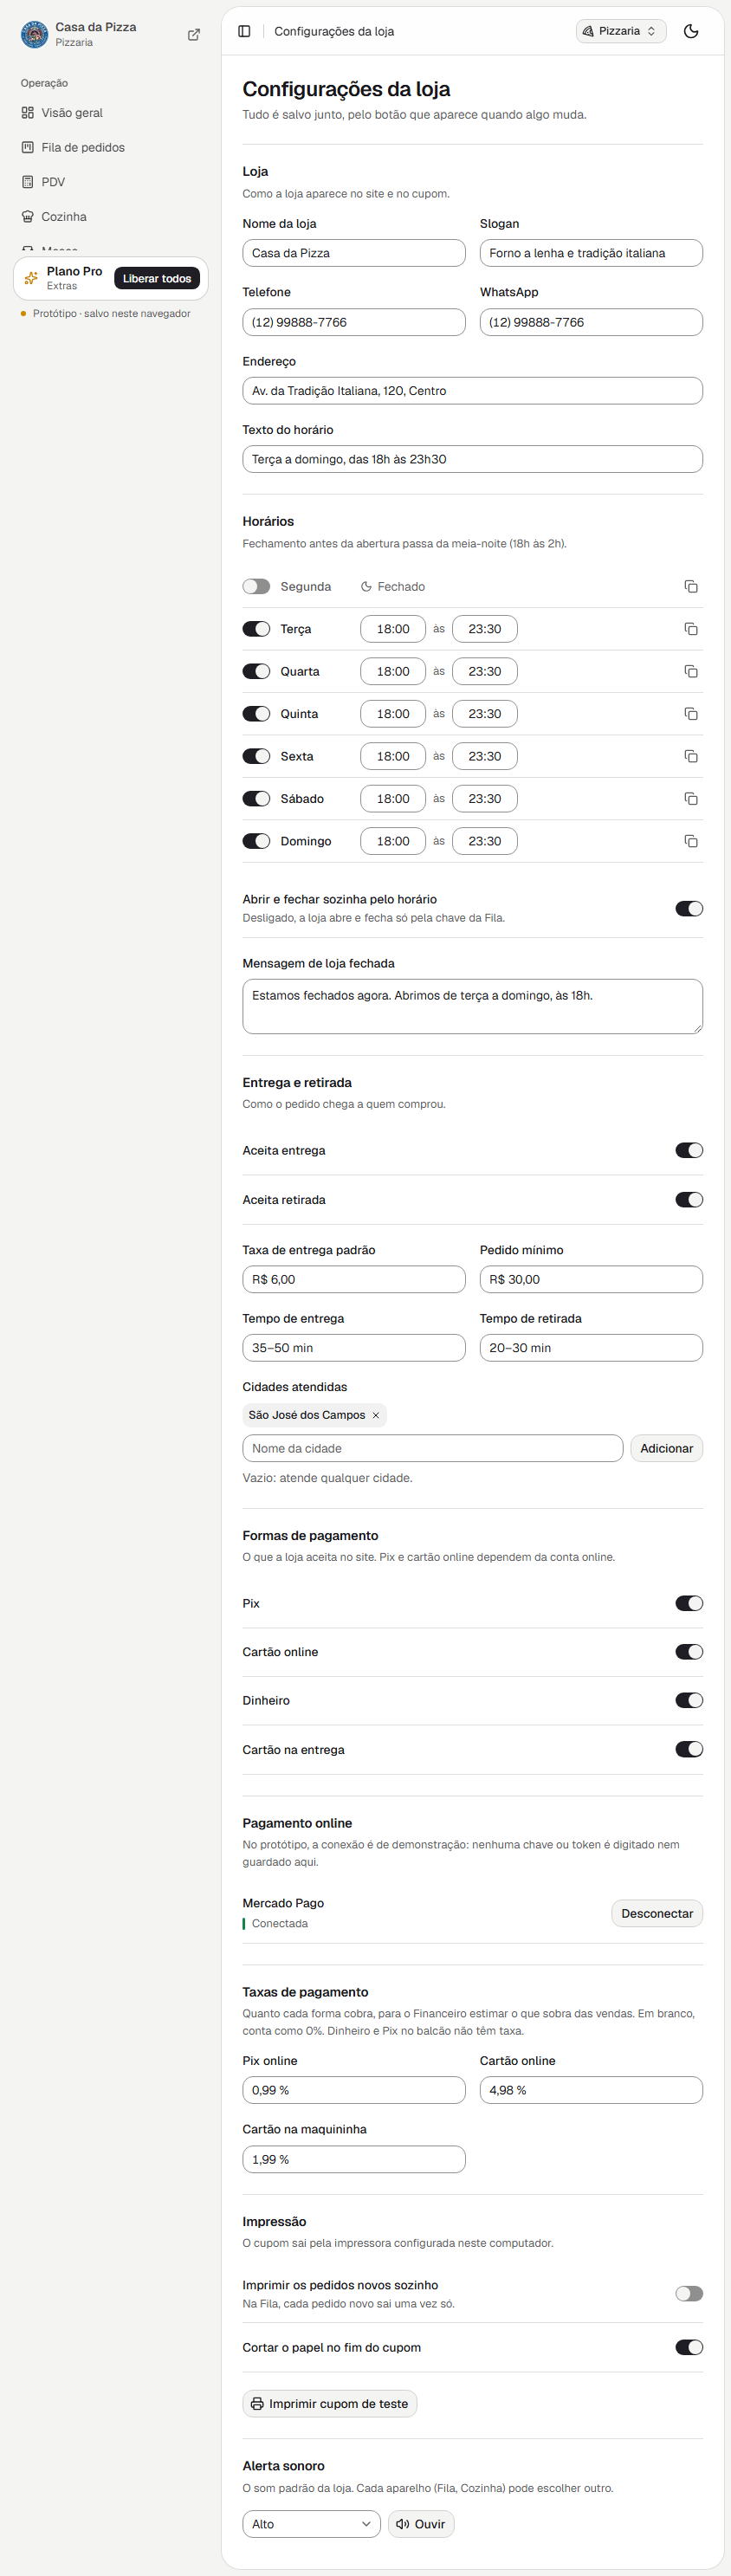 Casa da Pizza
Pizzaria
Operação
Visão geral
Fila de pedidos
PDV
Cozinha
Mesas
Plano Pro
Extras
Liberar todos
Protótipo · salvo neste navegador
Configurações da loja
Pizzaria
Configurações da loja
Tudo é salvo junto, pelo botão que aparece quando algo muda.
Loja
Como a loja aparece no site e no cupom.
Nome da loja
Slogan
Casa da Pizza
Forno a lenha e tradição italiana
Telefone
WhatsApp
(12) 99888-7766
(12) 99888-7766
Endereço
Av. da Tradição Italiana, 120, Centro
Texto do horário
Terça a domingo, das 18h às 23h30
Horários
Fechamento antes da abertura passa da meia-noite (18h às 2h).
Segunda Fechado
Terça 18:00 às 23:30
Quarta 18:00 às 23:30
Quinta 18:00 às 23:30
Sexta 18:00 às 23:30
Sábado 18:00 às 23:30
Domingo 18:00 às 23:30
Abrir e fechar sozinha pelo horário
Desligado, a loja abre e fecha só pela chave da Fila.
Mensagem de loja fechada
Estamos fechados agora. Abrimos de terça a domingo, às 18h.
Entrega e retirada
Como o pedido chega a quem comprou.
Aceita entrega
Aceita retirada
Taxa de entrega padrão
Pedido mínimo
R$ 6,00
R$ 30,00
Tempo de entrega
Tempo de retirada
35–50 min
20–30 min
Cidades atendidas
São José dos Campos
Nome da cidade
Adicionar
Vazio: atende qualquer cidade.
Formas de pagamento
O que a loja aceita no site. Pix e cartão online dependem da conta online.
Pix
Cartão online
Dinheiro
Cartão na entrega
Pagamento online
No protótipo, a conexão é de demonstração: nenhuma chave ou token é digitado nem
guardado aqui.
Mercado Pago
Conectada
Desconectar
Taxas de pagamento
Quanto cada forma cobra, para o Financeiro estimar o que sobra das vendas. Em branco,
conta como 0%. Dinheiro e Pix no balcão não têm taxa.
Pix online
Cartão online
0,99 %
4,98 %
Cartão na maquininha
1,99 %
Impressão
O cupom sai pela impressora configurada neste computador.
Imprimir os pedidos novos sozinho
Na Fila, cada pedido novo sai uma vez só.
Cortar o papel no fim do cupom
Imprimir cupom de teste
Alerta sonoro
O som padrão da loja. Cada aparelho (Fila, Cozinha) pode escolher outro.
Alto
Ouvir